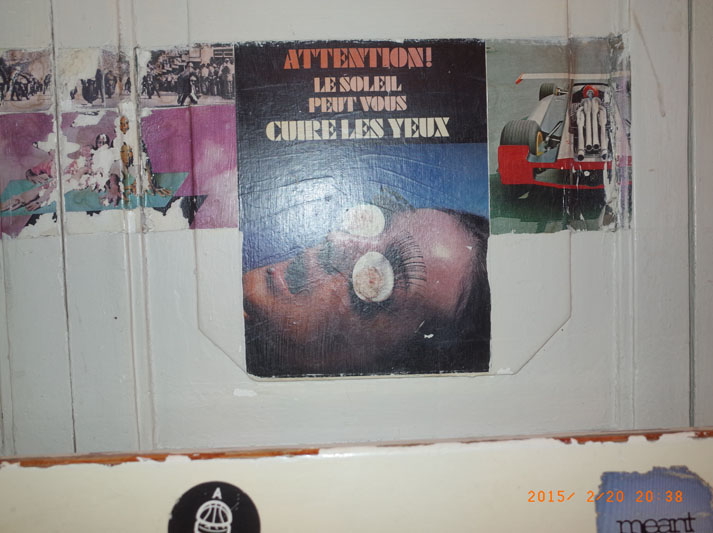 ATTENTION!
LE SOLEIL
PEUT VOUS
CUIRE LES YEUX
A
2015/ 2/20 20:38
meant